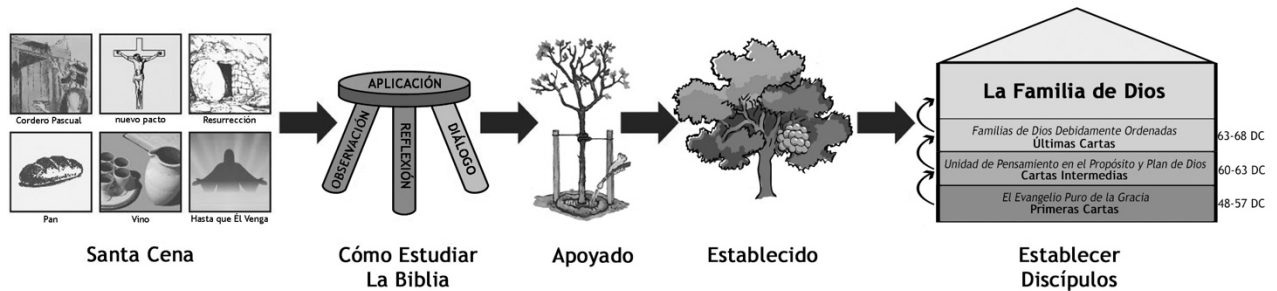 Cordero Pascual
nuevo pacto
Resurrección
Pan
Vino
Hasta que Él Venga
Santa Cena
APLICACIÓN
OBSERVACIÓN
REFLEXIÓN
DIÁLOGO
Cómo Estudiar
La Biblia
Apoyado
Establecido
La Familia de Dios
Familias de Dios Debidamente Ordenadas
Últimas Cartas
63-68 DC
Unidad de Pensamiento en el Propósito y Plan de Dios
Cartas Intermedias
60-63 DC
El Evangelio Puro de la Gracia
Primeras Cartas
48-57 DC
Establecer
Discípulos